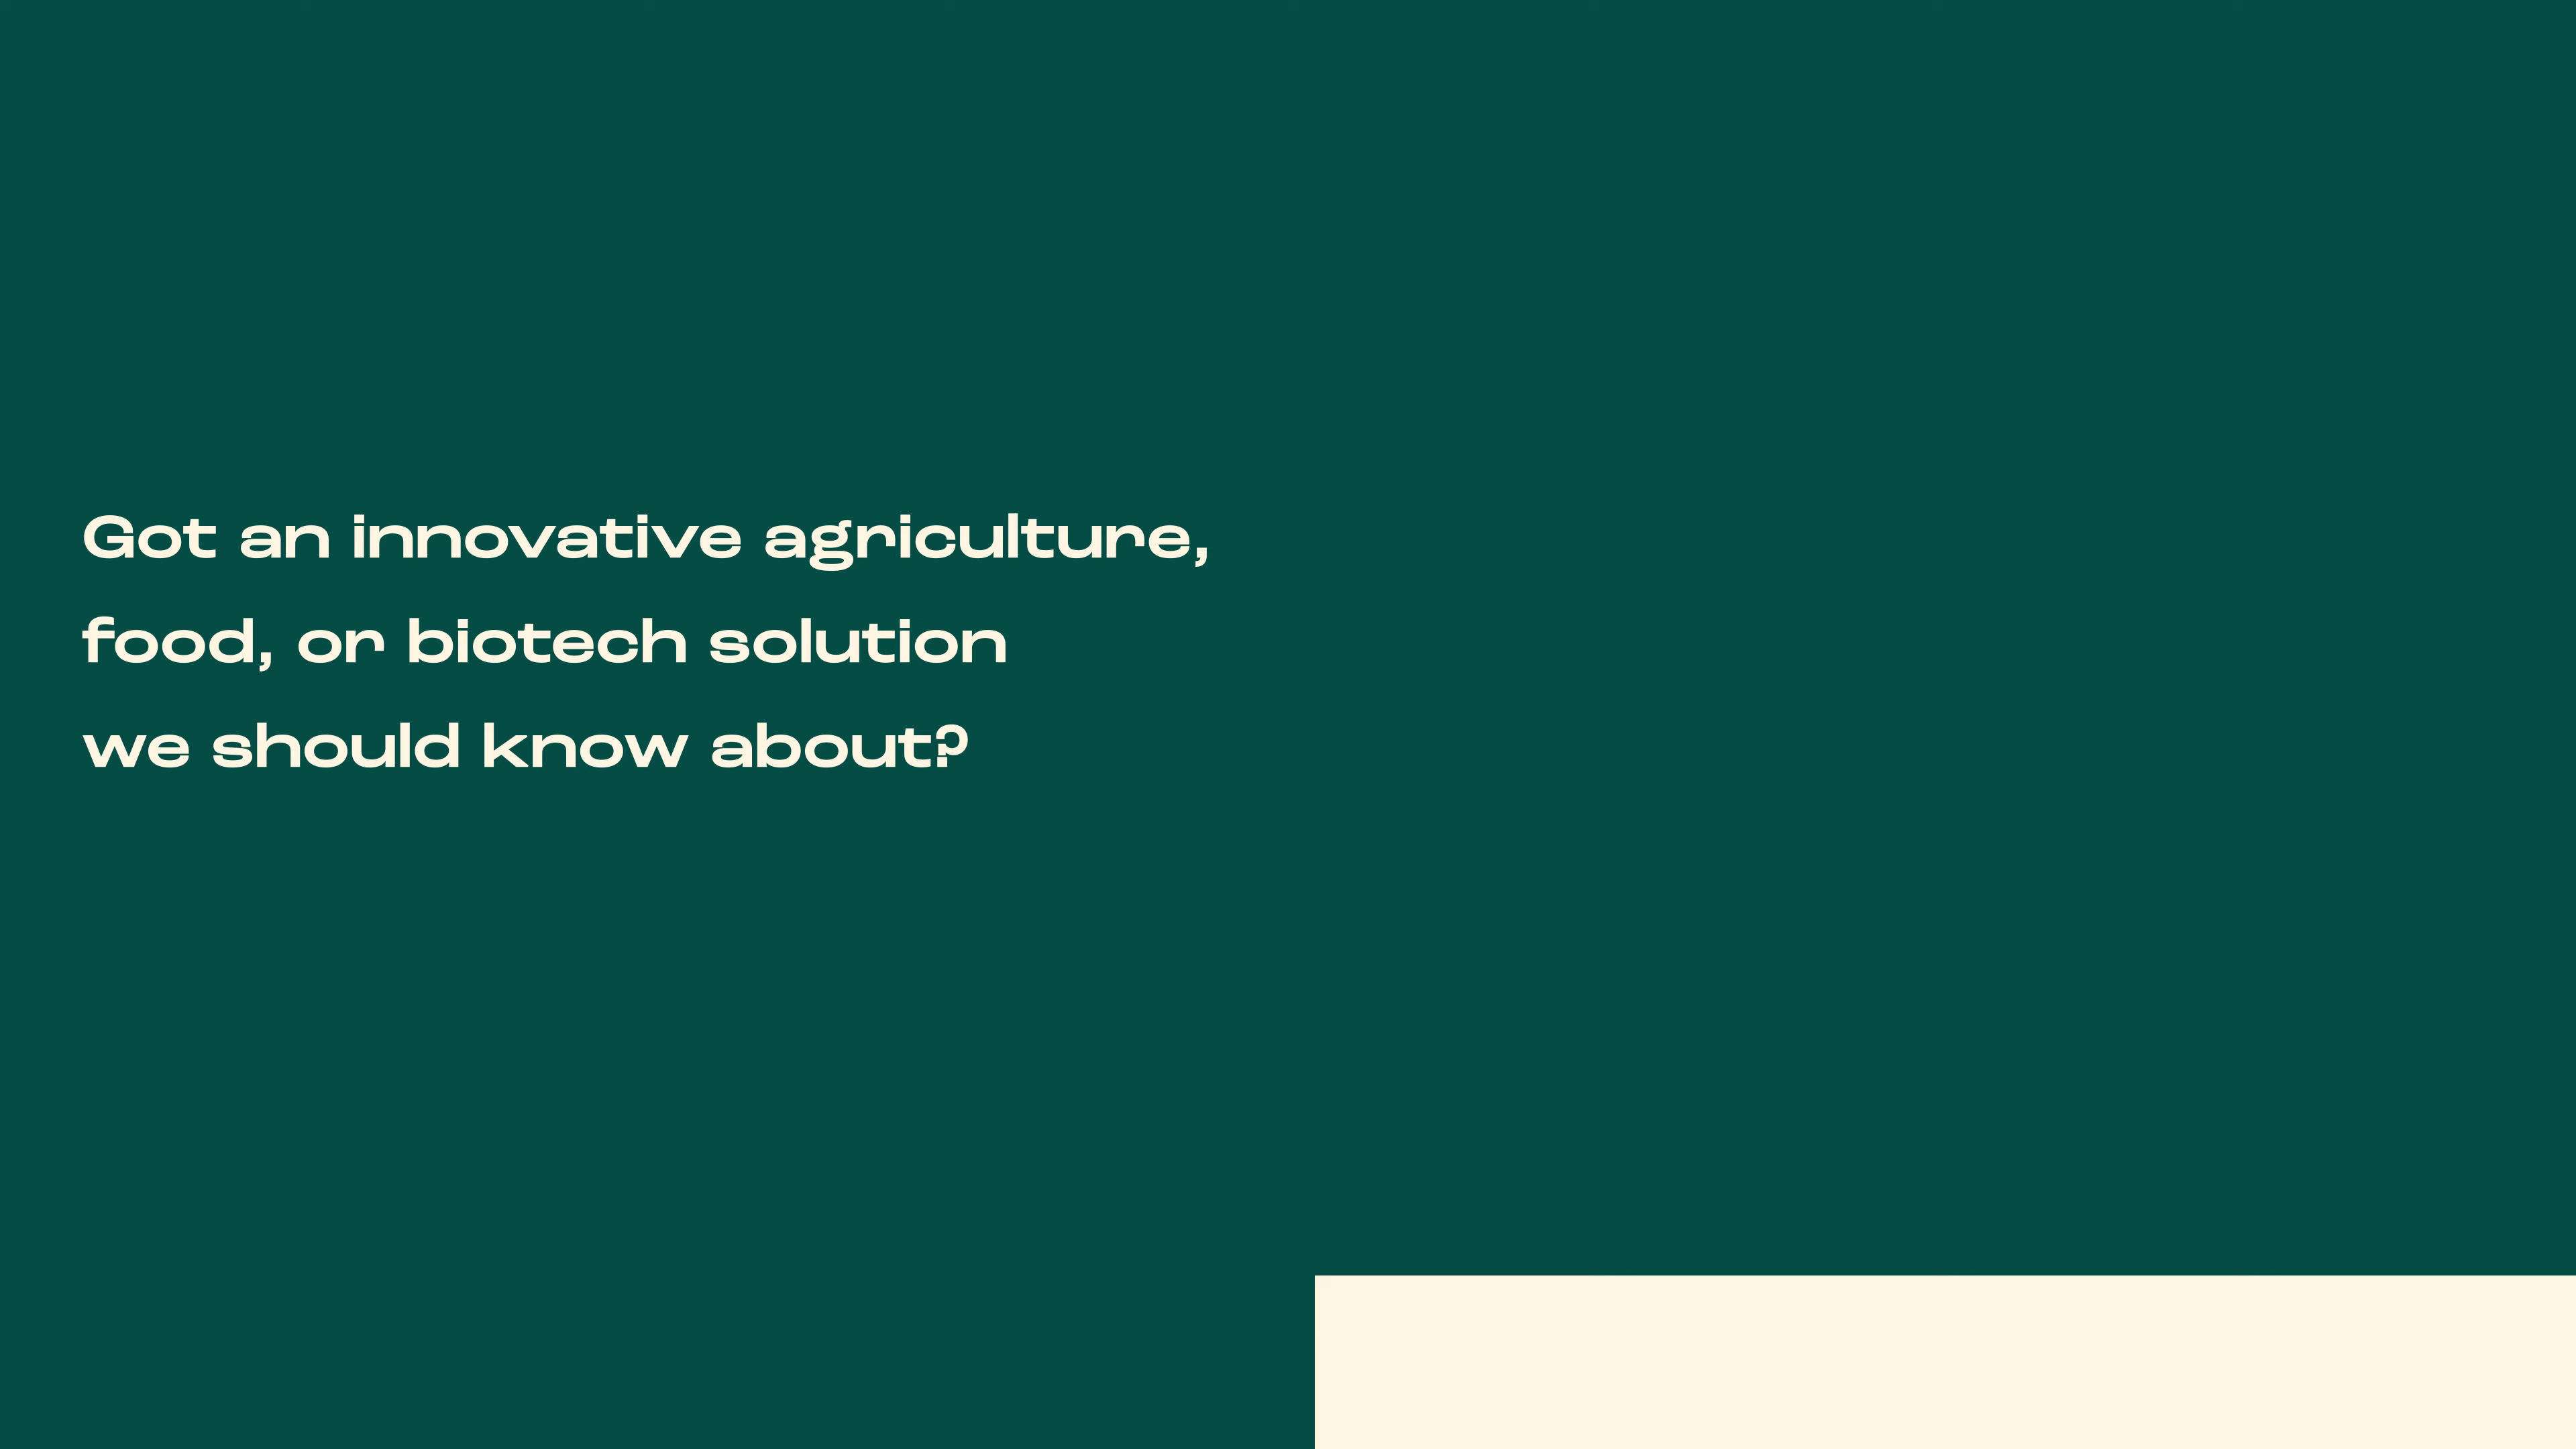 Got an innovative agriculture,
food, or biotech solution
we should know about?